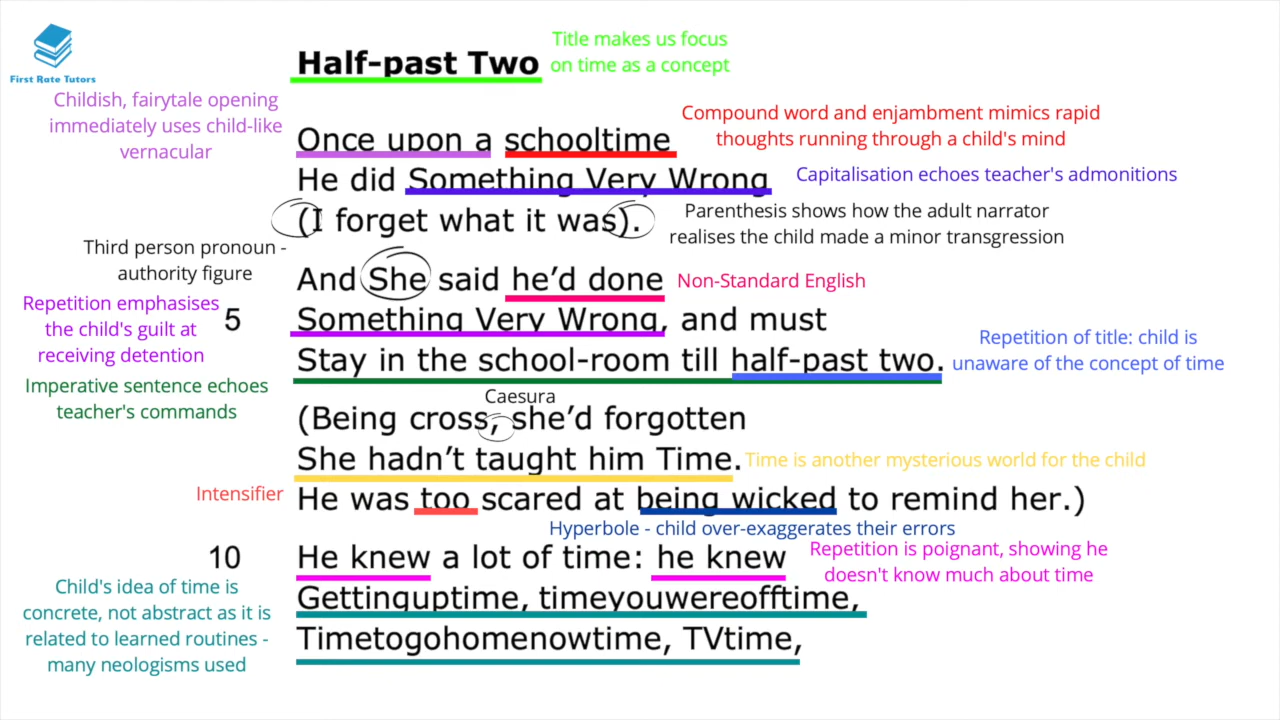 First Rate Tutors
Half-past Two
Title makes us focus
on time as a concept
Childish, fairytale opening
immediately uses child-like
vernacular
Once upon a schooltime
Compound word and enjambment mimics rapid
thoughts running through a child's mind
He did Something Very Wrong
Capitalisation echoes teacher's admonitions
(I forget what it was).
Parenthesis shows how the adult narrator
realises the child made a minor transgression
Third person pronoun -
authority figure
And She said he’d done
Non-Standard English
Repetition emphasises
the child's guilt at
receiving detention
5 Something Very Wrong, and must
Stay in the school-room till half-past two.
Repetition of title: child is
unaware of the concept of time
Imperative sentence echoes
teacher's commands
Caesura
(Being cross, she’d forgotten
She hadn’t taught him Time.
Time is another mysterious world for the child
Intensifier
He was too scared at being wicked to remind her.)
Hyperbole - child over-exaggerates their errors
10 He knew a lot of time: he knew
Repetition is poignant, showing he
doesn't know much about time
Child's idea of time is
concrete, not abstract as it is
related to learned routines -
many neologisms used
Gettinguptime, timeyouwereofftime,
Timetogohomenowtime, TVtime,